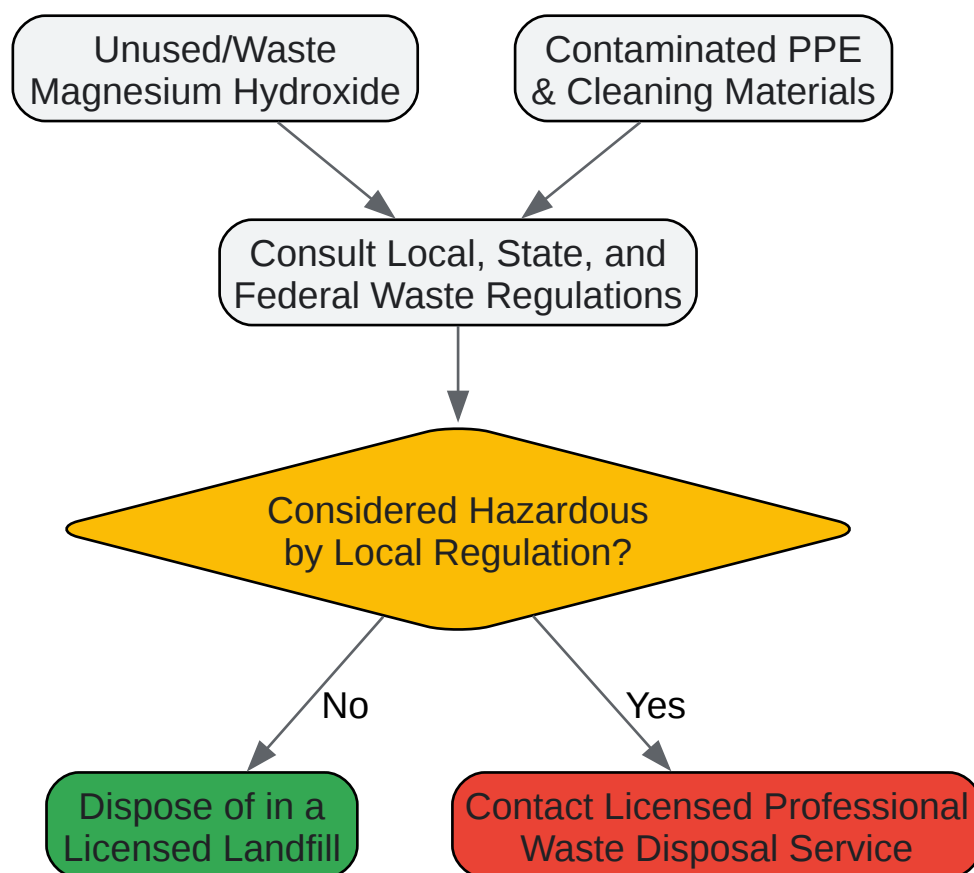 Unused/Waste
Magnesium Hydroxide
Contaminated PPE
& Cleaning Materials
Consult Local, State, and
Federal Waste Regulations
Considered Hazardous
by Local Regulation?
No
Yes
Dispose of in a
Licensed Landfill
Contact Licensed Professional
Waste Disposal Service